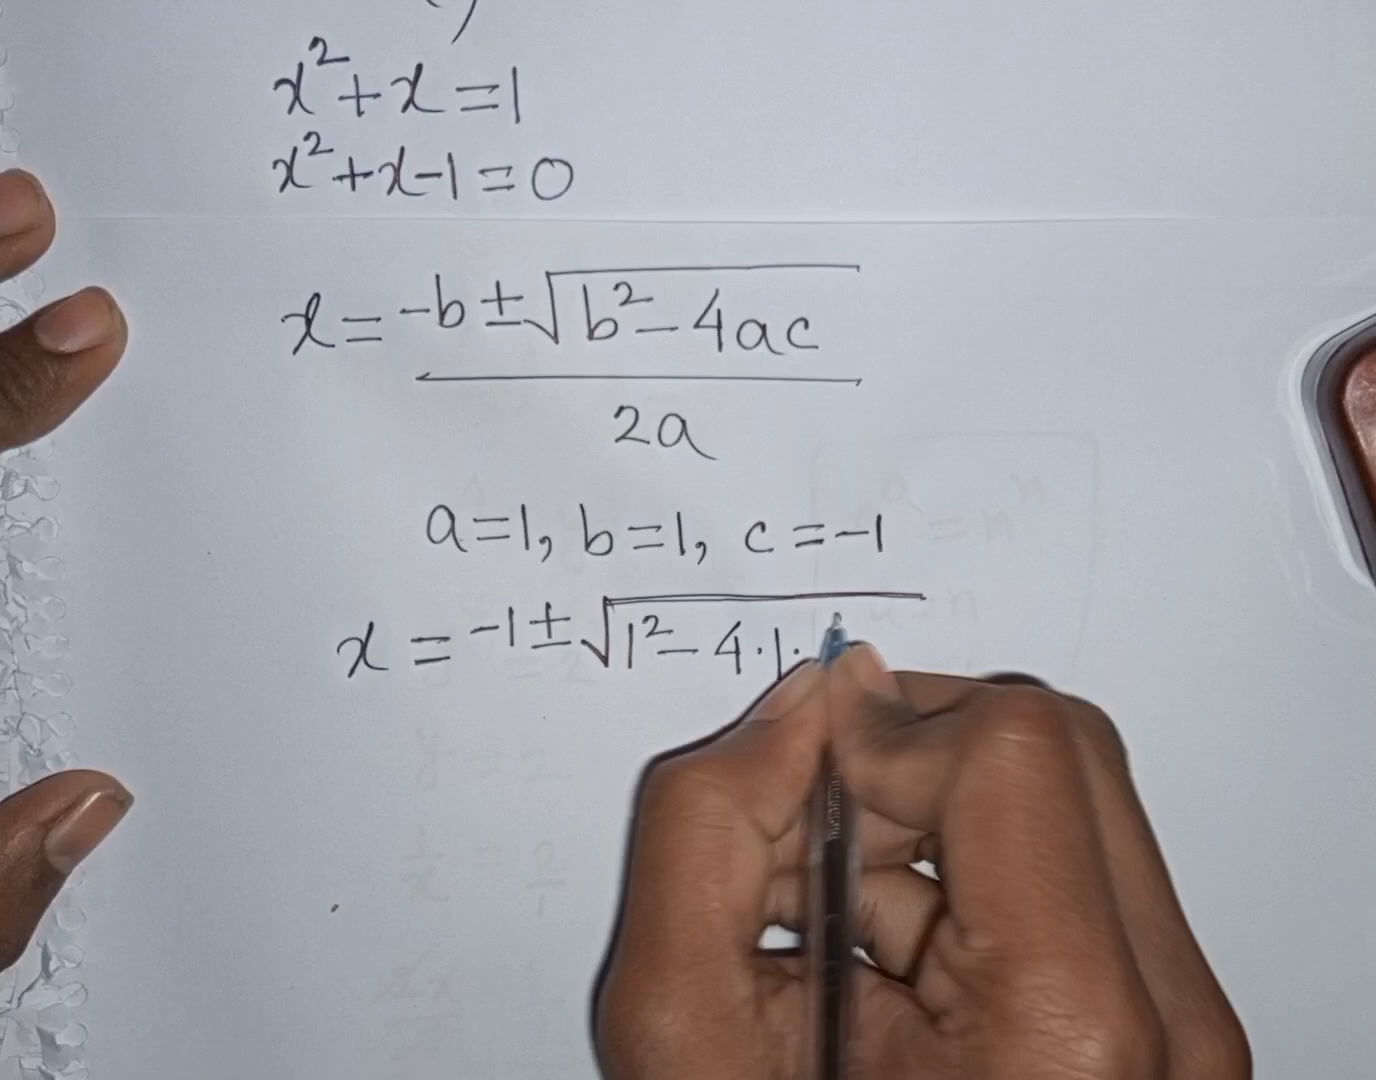 x² + x = 1
x² + x - 1 = 0
x = -b ± √(b² - 4ac)
2a
a = 1, b = 1, c = -1
x = -1 ± √(1² - 4·1·